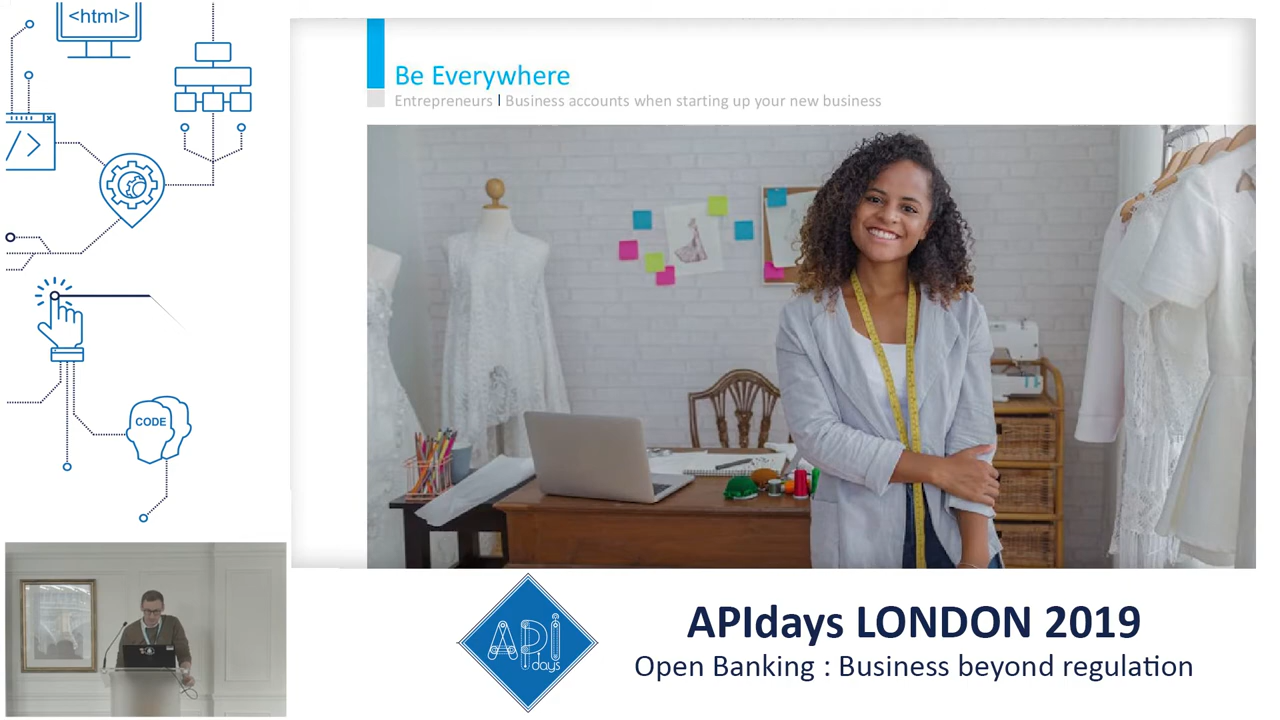 <html>
</>
CODE
Be Everywhere
Entrepreneurs | Business accounts when starting up your new business
API
days
APIdays LONDON 2019
Open Banking : Business beyond regulation